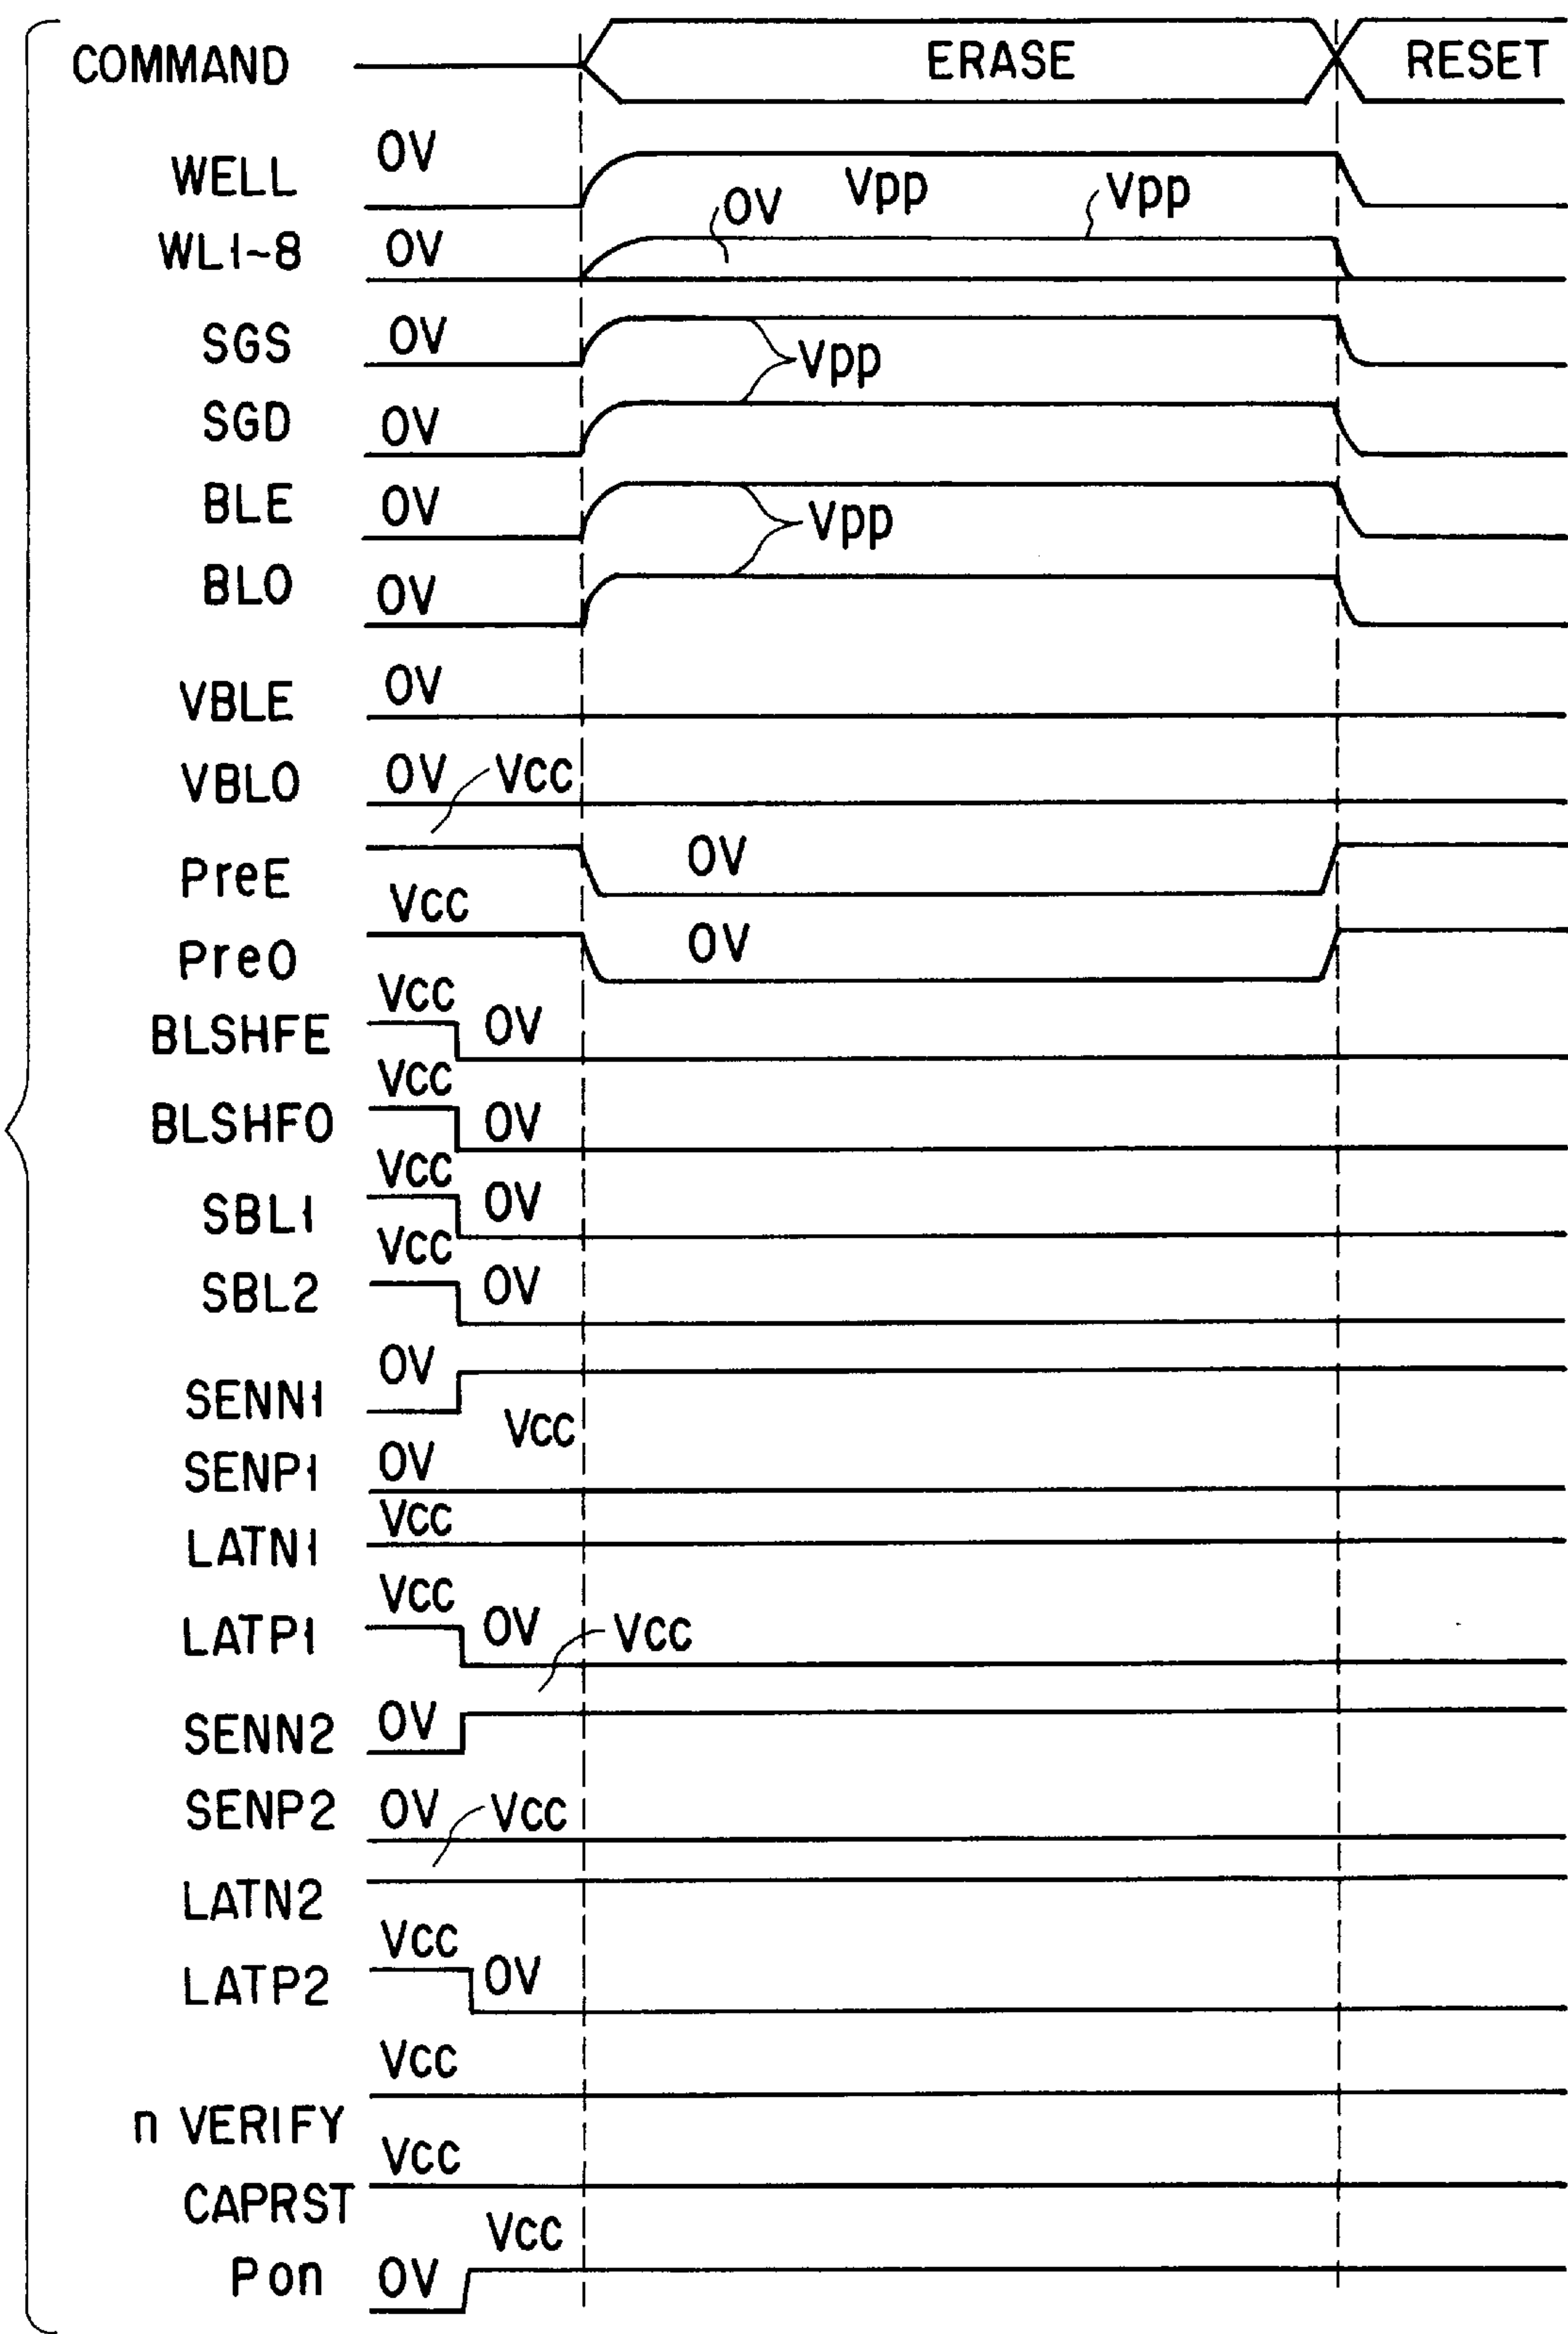 COMMAND ERASE RESET
WELL 0V Vpp
WL1~8 0V 0V Vpp
SGS 0V Vpp
SGD 0V
BLE 0V Vpp
BLO 0V
VBLE 0V
VBLO 0V Vcc
PreE 0V
PreO Vcc 0V
BLSHFE Vcc 0V
BLSHFO Vcc 0V
SBL1 Vcc 0V
SBL2 Vcc 0V
SENN1 0V Vcc
SENP1 0V
LATN1 Vcc
LATP1 Vcc 0V Vcc
SENN2 0V
SENP2 0V Vcc
LATN2
LATP2 Vcc 0V
n VERIFY Vcc
CAPRST Vcc
Pon 0V Vcc